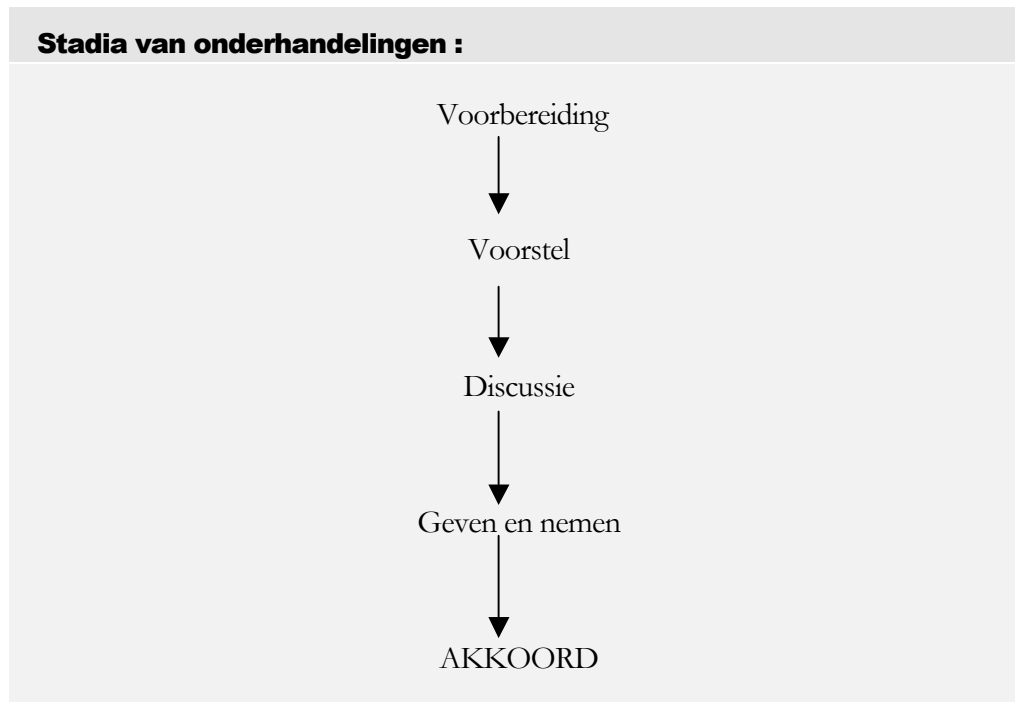 Stadia van onderhandelingen :
Voorbereiding
Voorstel
Discussie
Geven en nemen
AKKOORD